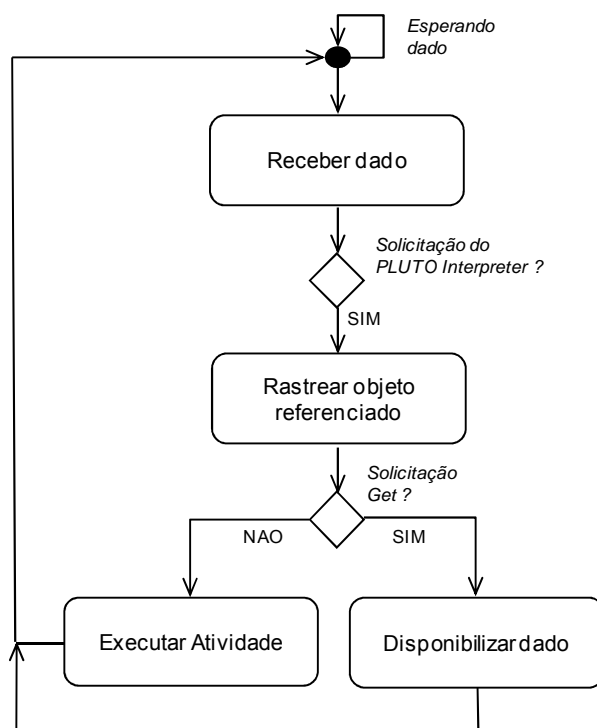 Esperando
dado
Receber dado
Solicitação do
PLUTO Interpreter ?
SIM
Rastrear objeto
referenciado
Solicitação
Get ?
NAO
SIM
Executar Atividade
Disponibilizar dado